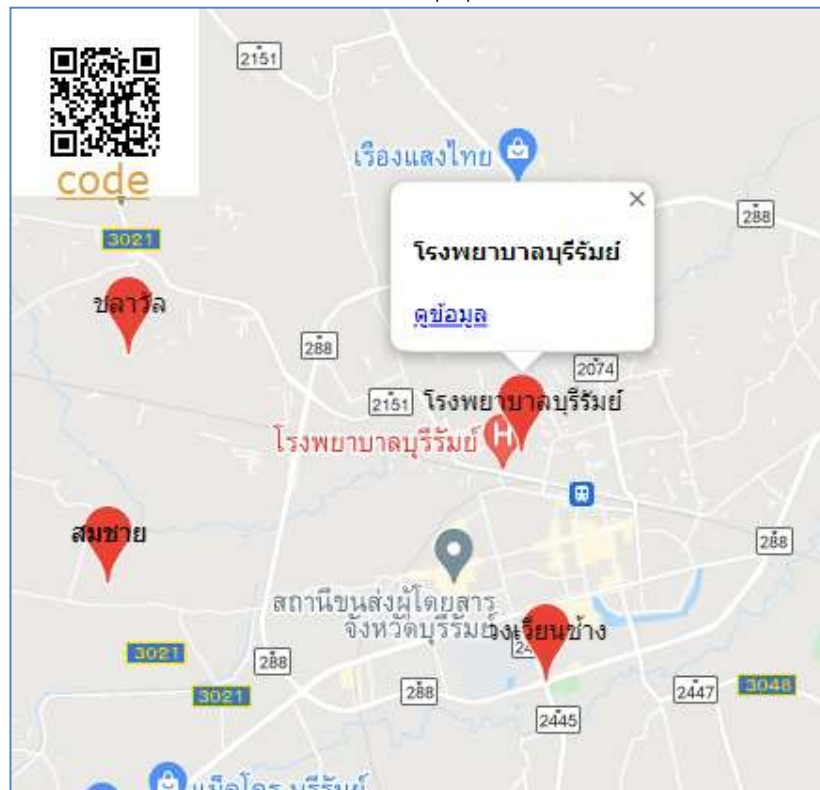 2151
code
เรืองแสงไทย
288
3021
โรงพยาบาลบุรีรัมย์
ดูข้อมูล
ชลาวัล
288
2074
2151
โรงพยาบาลบุรีรัมย์
โรงพยาบาลบุรีรัมย์
H
สมชาย
288
สถานีขนส่งผู้โดยสาร
จังหวัดบุรีรัมย์
วงเวียนช้าง
3021
288
3021
288
2447
3048
2445
แม็คโคร บุรีรัมย์